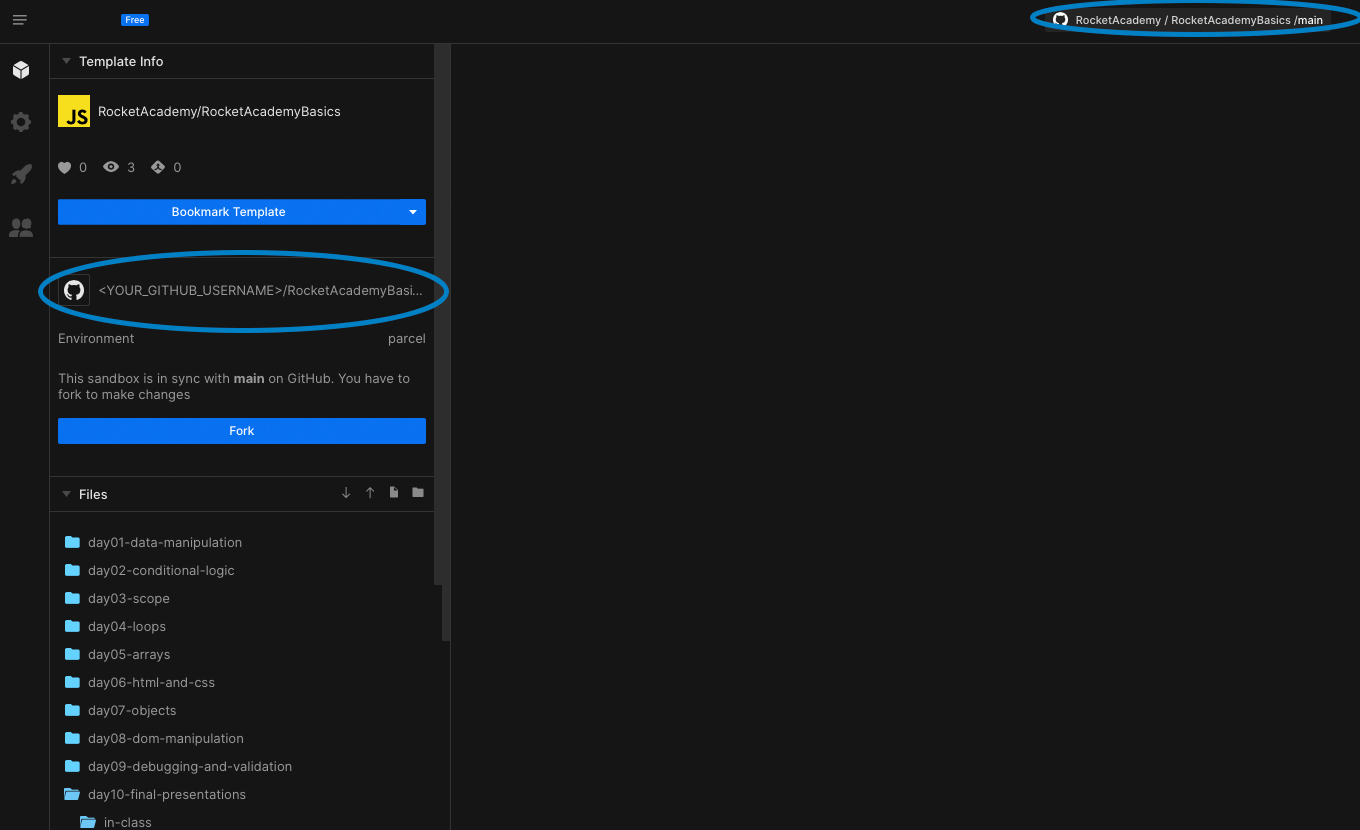 Free
RocketAcademy / RocketAcademyBasics /main
Template Info
JS
RocketAcademy/RocketAcademyBasics
0 3 0
Bookmark Template
<YOUR_GITHUB_USERNAME>/RocketAcademyBasi...
Environment parcel
This sandbox is in sync with main on GitHub. You have to
fork to make changes
Fork
Files
day01-data-manipulation
day02-conditional-logic
day03-scope
day04-loops
day05-arrays
day06-html-and-css
day07-objects
day08-dom-manipulation
day09-debugging-and-validation
day10-final-presentations
in-class